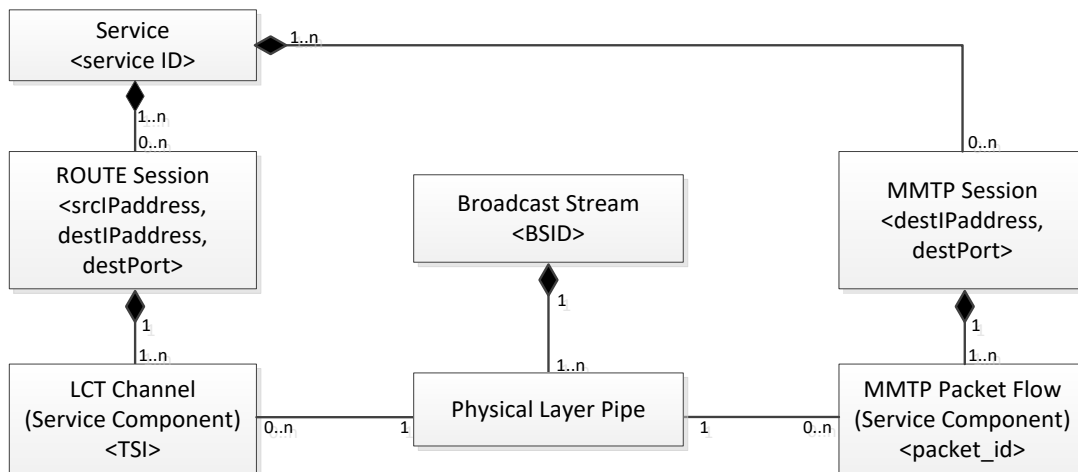 Service
<service ID>
1..n
1..n
0..n
0..n
ROUTE Session
<srcIPaddress,
destIPaddress,
destPort>
Broadcast Stream
<BSID>
MMTP Session
<destIPaddress,
destPort>
1
1..n
1
1..n
1
1..n
LCT Channel
(Service Component)
<TSI>
0..n
1
Physical Layer Pipe
1
0..n
MMTP Packet Flow
(Service Component)
<packet_id>